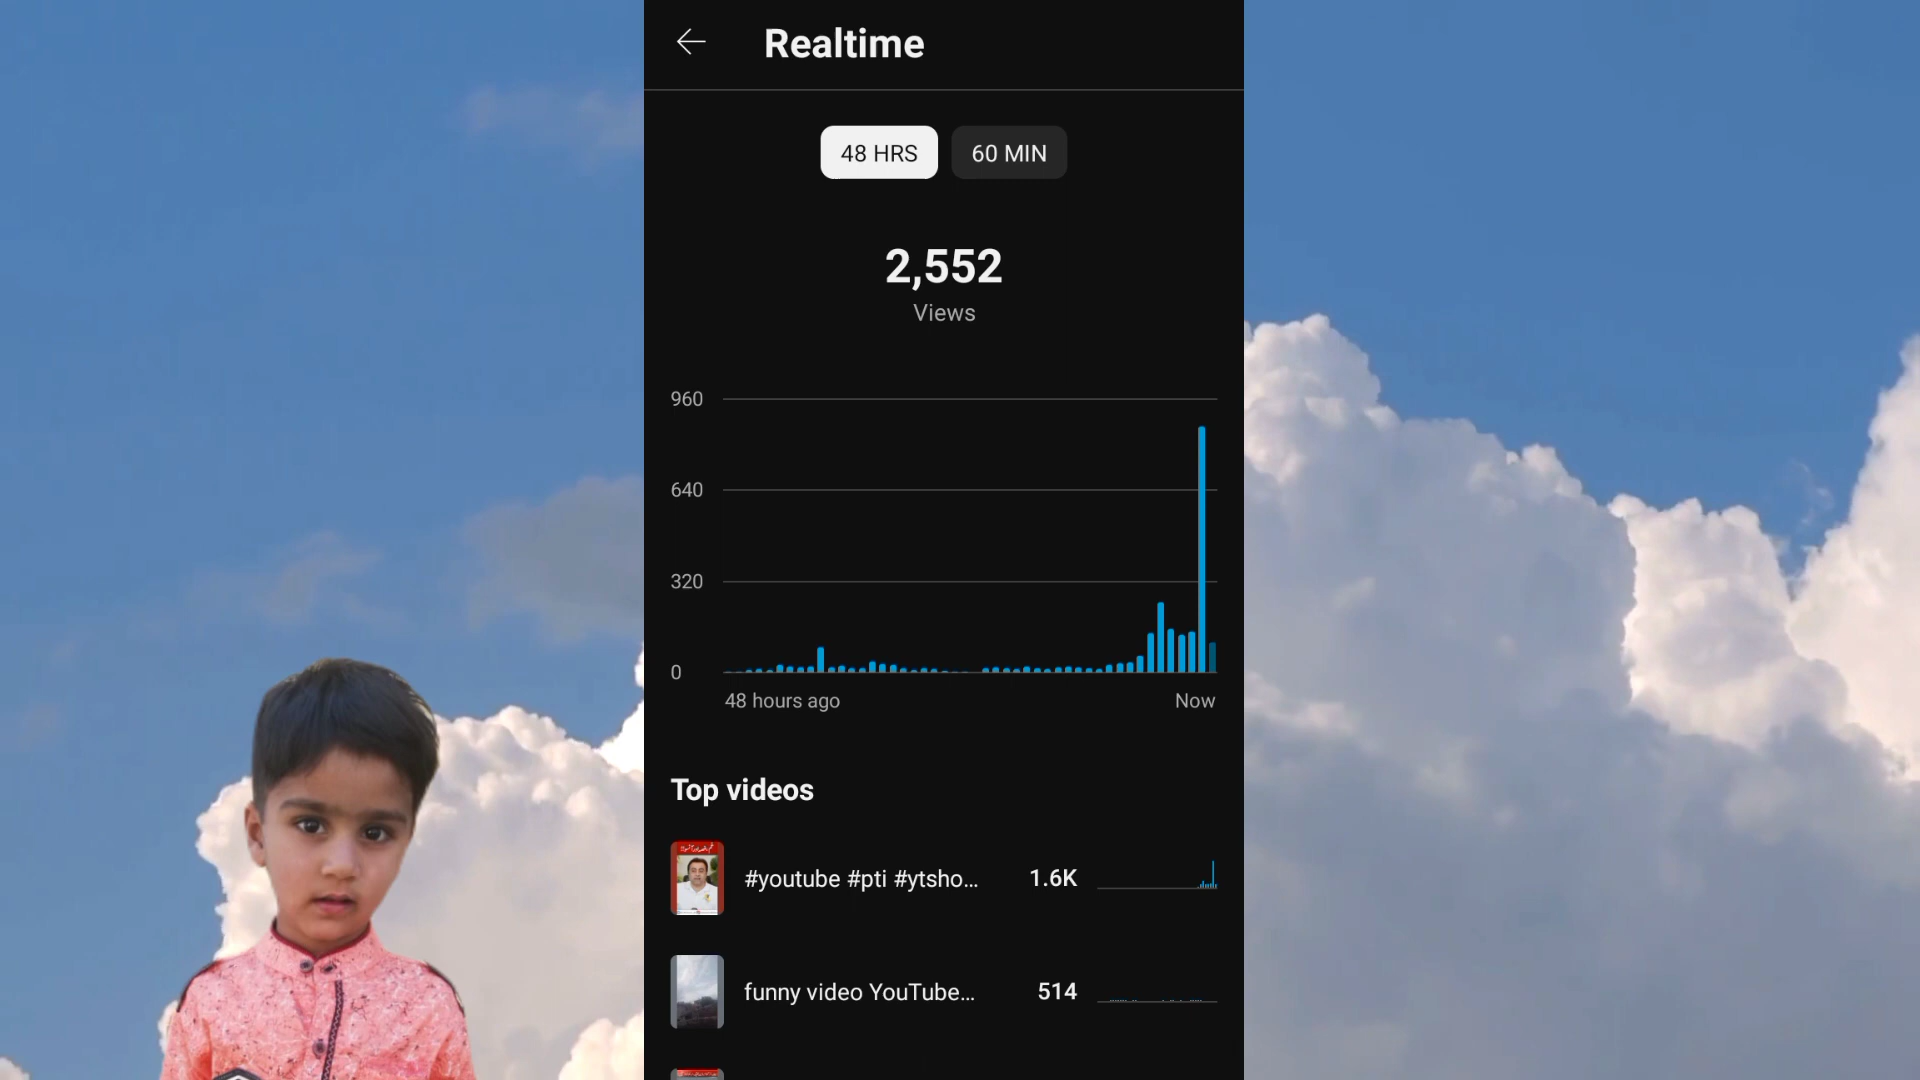 Realtime
48 HRS
60 MIN
2,552
Views
960
640
320
0
48 hours ago
Now
Top videos
#youtube #pti #ytsho...
1.6K
funny video YouTube...
514